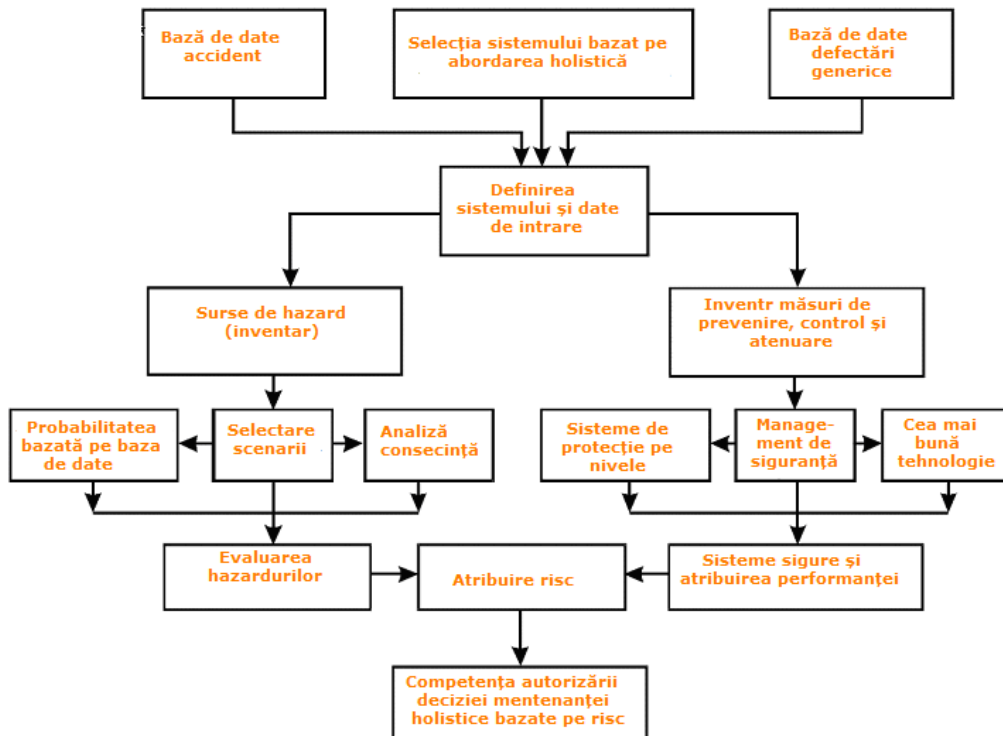 Bază de date
accident
Selecția sistemului bazat pe
abordarea holistică
Bază de date
defectări
generice
Definirea
sistemului și date
de intrare
Surse de hazard
(inventar)
Inventr măsuri de
prevenire, control și
atenuare
Probabilitatea
bazată pe baza
de date
Selectare
scenarii
Analiză
consecință
Sisteme de
protecție pe
nivele
Manage-
ment de
siguranță
Cea mai
bună
tehnologie
Evaluarea
hazardurilor
Atribuire risc
Sisteme sigure și
atribuirea performanței
Competența autorizării
deciziei mentenanței
holistice bazate pe risc